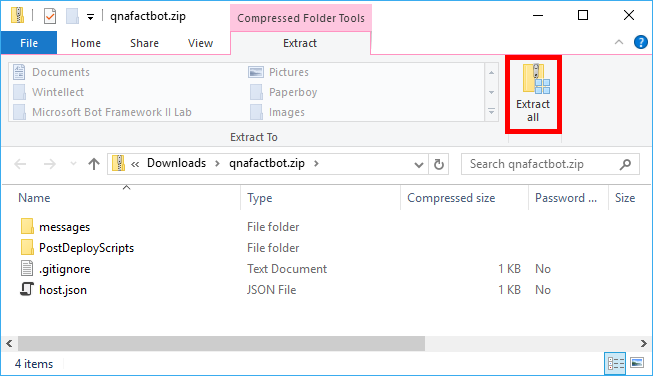 qnafactbot.zip
Compressed Folder Tools
File Home Share View Extract
Documents Pictures
Wintellect Paperboy
Microsoft Bot Framework II Lab Images
Extract To
Extract
all
« Downloads > qnafactbot.zip >
Search qnafactbot.zip
Name Type Compressed size Password ... Size
messages File folder
PostDeployScripts File folder
.gitignore Text Document 1 KB No
host.json JSON File 1 KB No
4 items